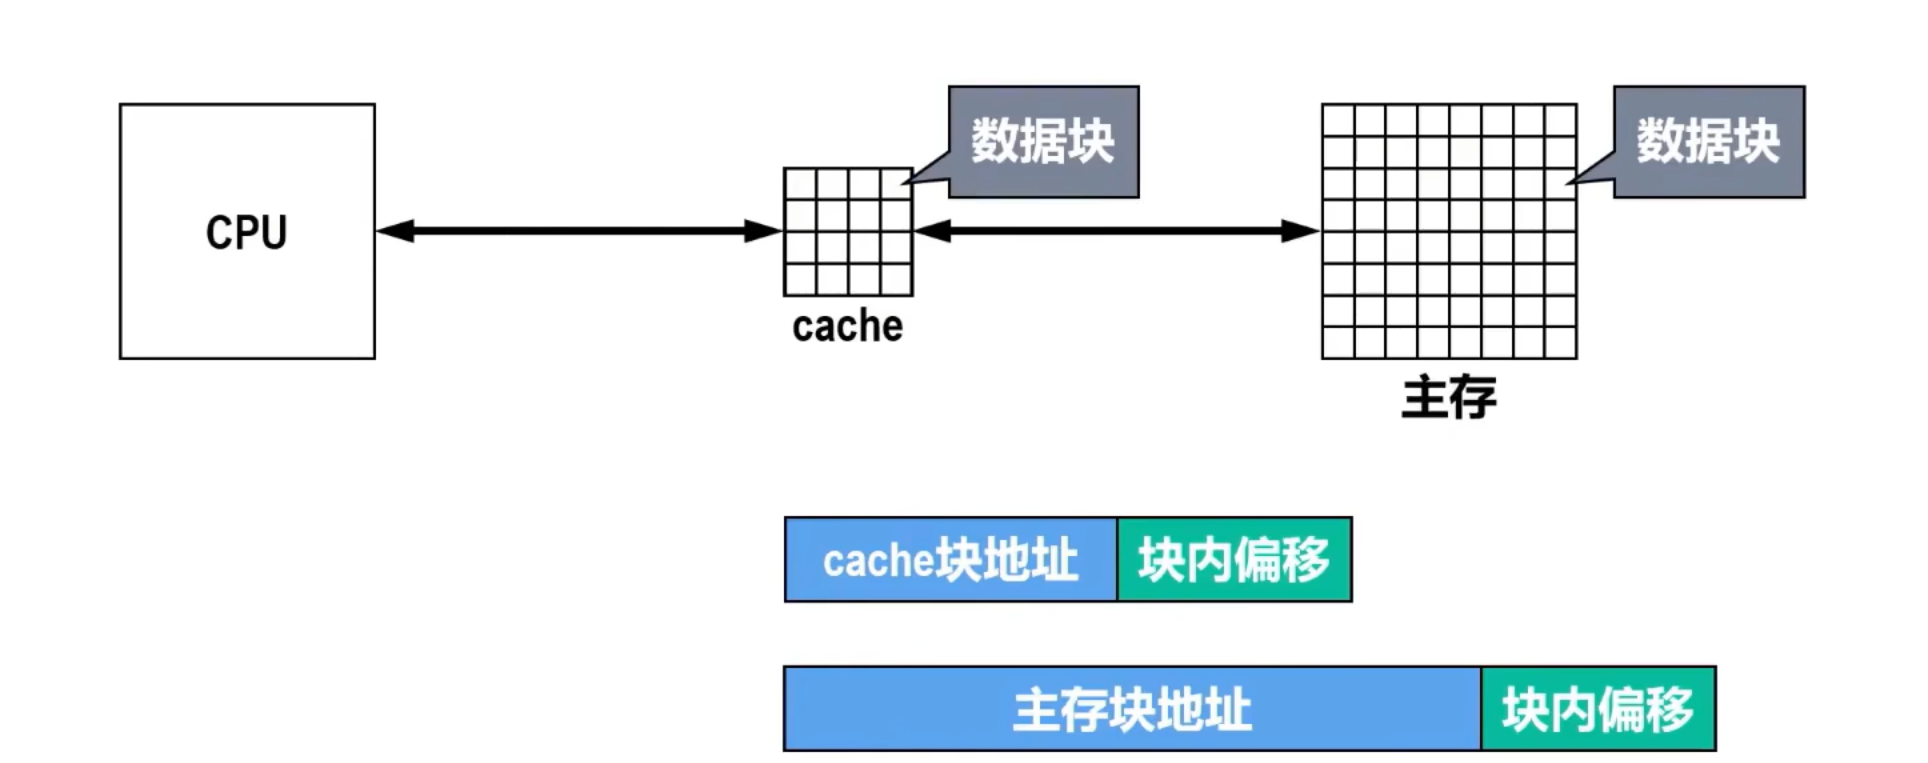 数据块
数据块
CPU
cache
主存
cache块地址 块内偏移
主存块地址 块内偏移